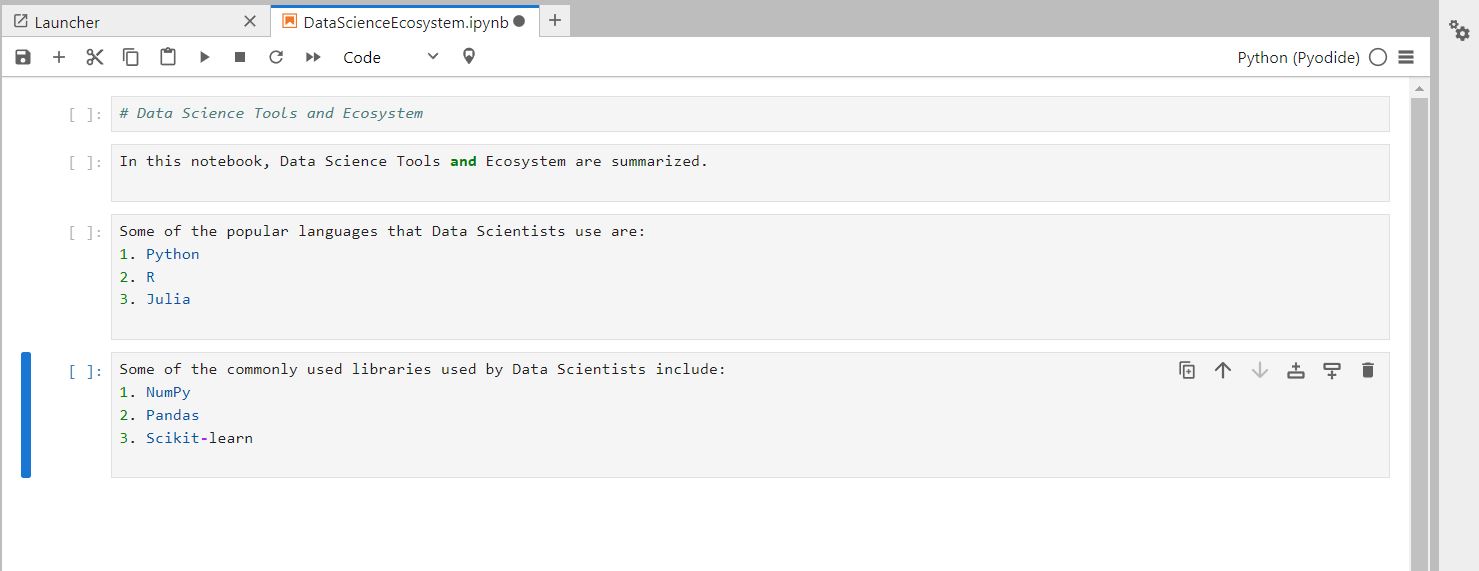 Launcher
DataScienceEcosystem.ipynb
Code
Python (Pyodide)
[ ]: # Data Science Tools and Ecosystem
[ ]: In this notebook, Data Science Tools and Ecosystem are summarized.
[ ]: Some of the popular languages that Data Scientists use are:
1. Python
2. R
3. Julia
[ ]: Some of the commonly used libraries used by Data Scientists include:
1. NumPy
2. Pandas
3. Scikit-learn